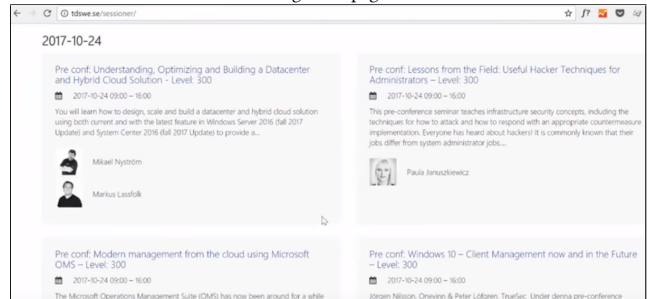 tdswe.se/sessioner/
2017-10-24
Pre conf: Understanding, Optimizing and Building a Datacenter
and Hybrid Cloud Solution - Level: 300
2017-10-24 09:00 – 16:00
You will learn how to design, scale and build a datacenter and hybrid cloud solution
using both current and with the latest feature in Windows Server 2016 (fall 2017
Update) and System Center 2016 (fall 2017 Update) to provide a...
Mikael Nyström
Markus Lassfolk
Pre conf: Lessons from the Field: Useful Hacker Techniques for
Administrators – Level: 300
2017-10-24 09:00 – 16:00
This pre-conference seminar teaches infrastructure security concepts, including the
techniques for how to attack and how to respond with an appropriate countermeasure
implementation. Everyone has heard about hackers! It is commonly known that their
jobs differ from system administrator jobs....
Paula Januszkiewicz
Pre conf: Modern management from the cloud using Microsoft
OMS – Level: 300
2017-10-24 09:00 – 16:00
The Microsoft Operations Management Suite (OMS) has now been around for a while
Pre conf: Windows 10 – Client Management now and in the Future
– Level: 300
2017-10-24 09:00 – 16:00
Jörgen Nilsson, Onevinn & Peter Löfgren, TrueSec. Under denna pre-conference